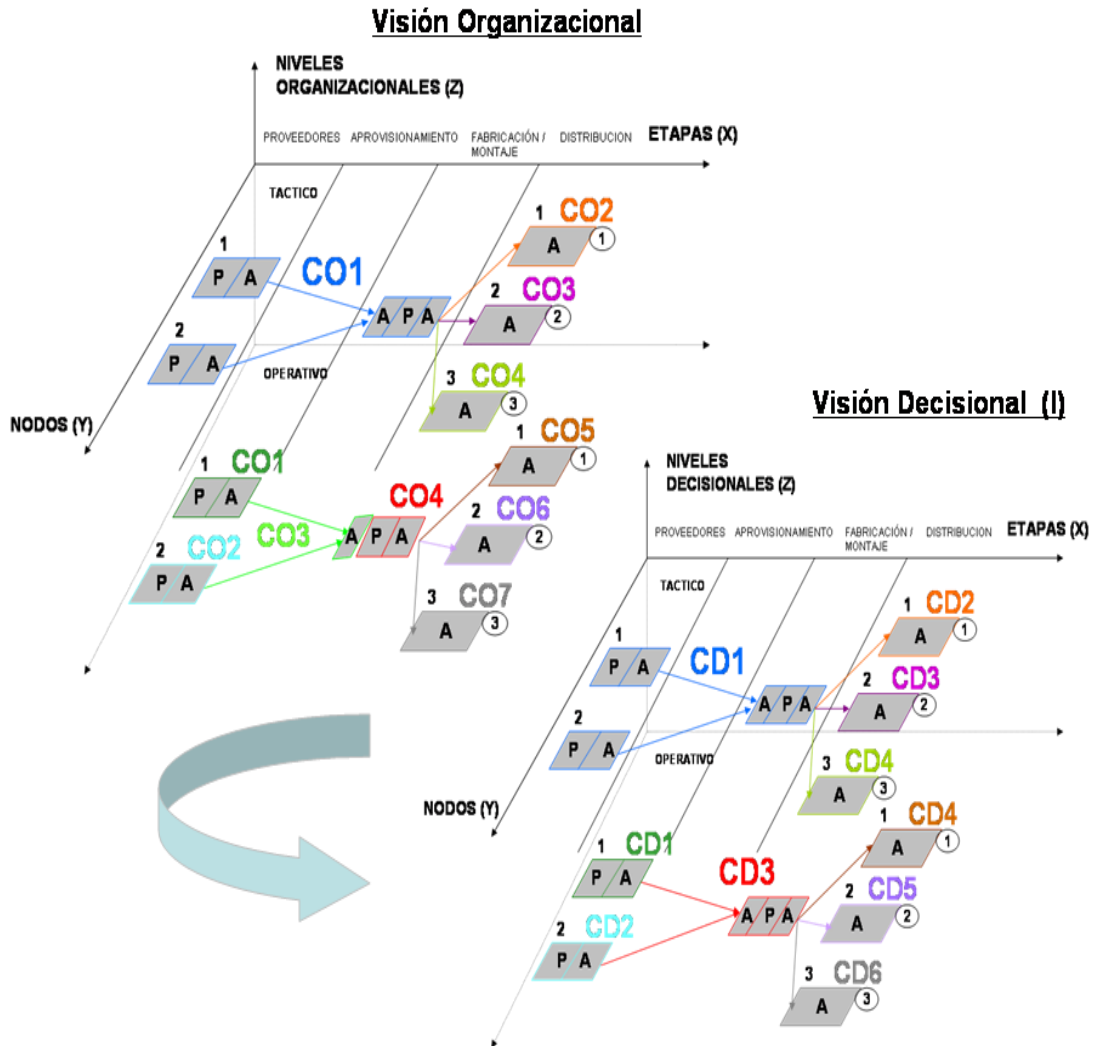 Visión Organizacional
NIVELES
ORGANIZACIONALES (Z)
PROVEEDORES APROVISIONAMIENTO FABRICACIÓN / DISTRIBUCION ETAPAS (X)
MONTAJE
TACTICO
1 CO2
A 1
1
P A CO1
2 CO3
A P A A 2
2
P A
OPERATIVO
3 CO4
A 3
NODOS (Y)
1 CO5
A 1
1 CO1
P A CO4
2 CO6
CO3 A P A A 2
2 CO2
P A
3 CO7
A 3
Visión Decisional (I)
NIVELES
DECISIONALES (Z)
PROVEEDORES APROVISIONAMIENTO FABRICACIÓN / DISTRIBUCION ETAPAS (X)
MONTAJE
TACTICO
1 CD2
A 1
1
P A CD1
2 CD3
A P A A 2
2
P A
OPERATIVO
3 CD4
A 3
NODOS (Y)
1 CD4
A 1
1 CD1
P A CD3
2 CD5
A P A A 2
2 CD2
P A
3 CD6
A 3